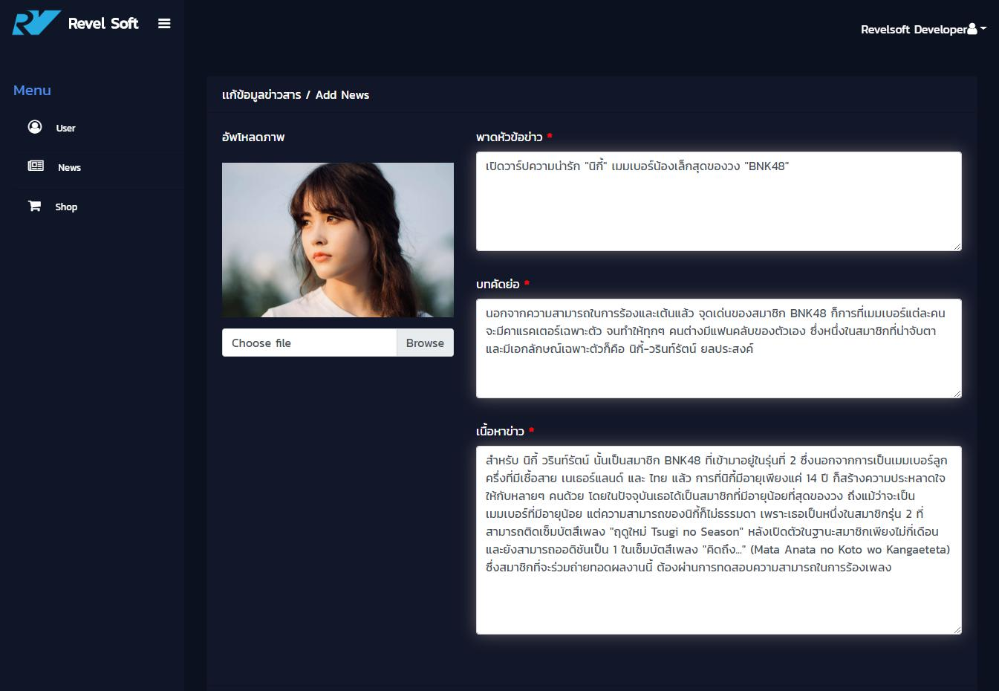 Revel Soft
Revelsoft Developer
Menu
User
News
Shop
แก้ข้อมูลข่าวสาร / Add News
อัพโหลดภาพ
Choose file
Browse
พาดหัวข้อข่าว *
เปิดวาร์ปความน่ารัก "นิกี้" เมมเบอร์น้องเล็กสุดของวง "BNK48"
บทคัดย่อ *
นอกจากความสามารถในการร้องและเต้นแล้ว จุดเด่นของสมาชิก BNK48 ก็การที่เมมเบอร์แต่ละคน
จะมีคาแรคเตอร์เฉพาะตัว จนทำให้ทุกๆ คนต่างมีแฟนคลับของตัวเอง ซึ่งหนึ่งในสมาชิกที่น่าจับตา
และมีเอกลักษณ์เฉพาะตัวก็คือ นิกี้-วรินท์รัตน์ ยลประสงค์
เนื้อหาข่าว *
สำหรับ นิกี้ วรินท์รัตน์ นั้นเป็นสมาชิก BNK48 ที่เข้ามาอยู่ในรุ่นที่ 2 ซึ่งนอกจากการเป็นเมมเบอร์ลูก
ครึ่งที่มีเชื้อสาย เนเธอร์แลนด์ และ ไทย แล้ว การที่นิกี้มีอายุเพียงแค่ 14 ปี ก็สร้างความประหลาดใจ
ให้กับหลายๆ คนด้วย โดยในปัจจุบันเธอได้เป็นสมาชิกที่มีอายุน้อยที่สุดของวง ถึงแม้ว่าจะเป็น
เมมเบอร์ที่มีอายุน้อย แต่ความสามารถของนิกี้ก็ไม่ธรรมดา เพราะเธอเป็นหนึ่งในสมาชิกรุ่น 2 ที่
สามารถติดเซ็มบัตสึเพลง "ฤดูใหม่ Tsugi no Season" หลังเปิดตัวในฐานะสมาชิกเพียงไม่กี่เดือน
และยังสามารถออดิชันเป็น 1 ในเซ็มบัตสึเพลง "คิดถึง…" (Mata Anata no Koto wo Kangaeteta)
ซึ่งสมาชิกที่จะร่วมถ่ายทอดผลงานนี้ ต้องผ่านการทดสอบความสามารถในการร้องเพลง